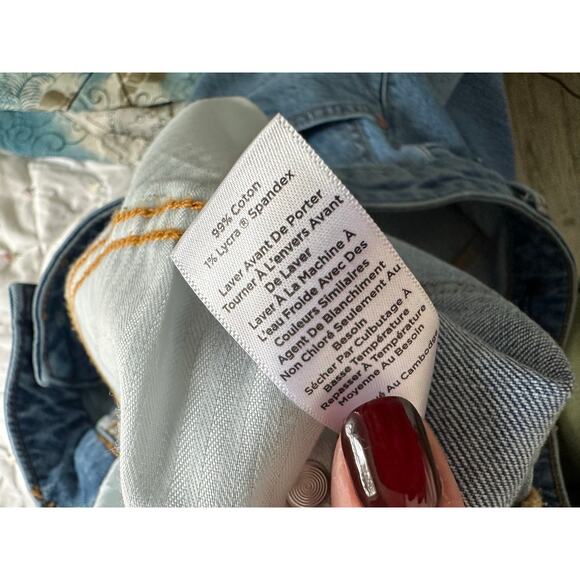 99% Coton
1% Lycra ® Spandex
Laver Avant De Porter
Tourner À L'envers Avant
De Laver
Laver À La Machine À
L'eau Froide Avec Des
Couleurs Similaires
Agent De Blanchiment
Non Chloré Seulement Au
Besoin
Sécher Par Culbutage À
Basse Température
Repasser À Température
Moyenne Au Besoin
Au Cambodge